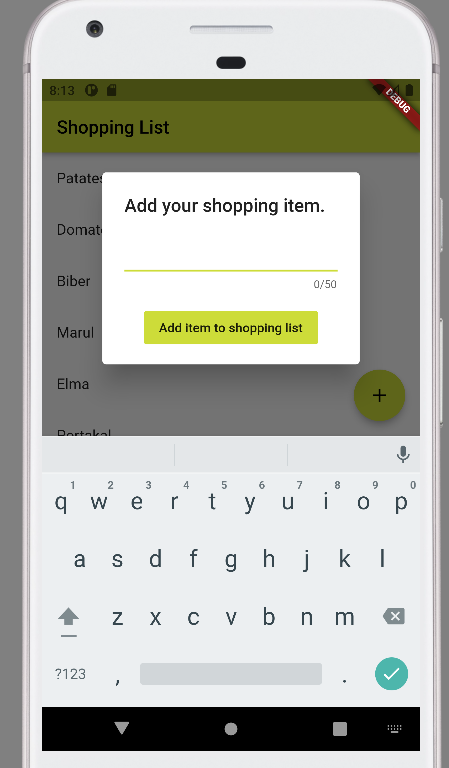 8:13
DEBUG
Shopping List
Patates
Add your shopping item.
Biber
0/50
Add item to shopping list
Marul
Elma
+
Portakal
1 2 3 4 5 6 7 8 9 0
q w e r t y u i o p
a s d f g h j k l
z x c v b n m
?123 , .